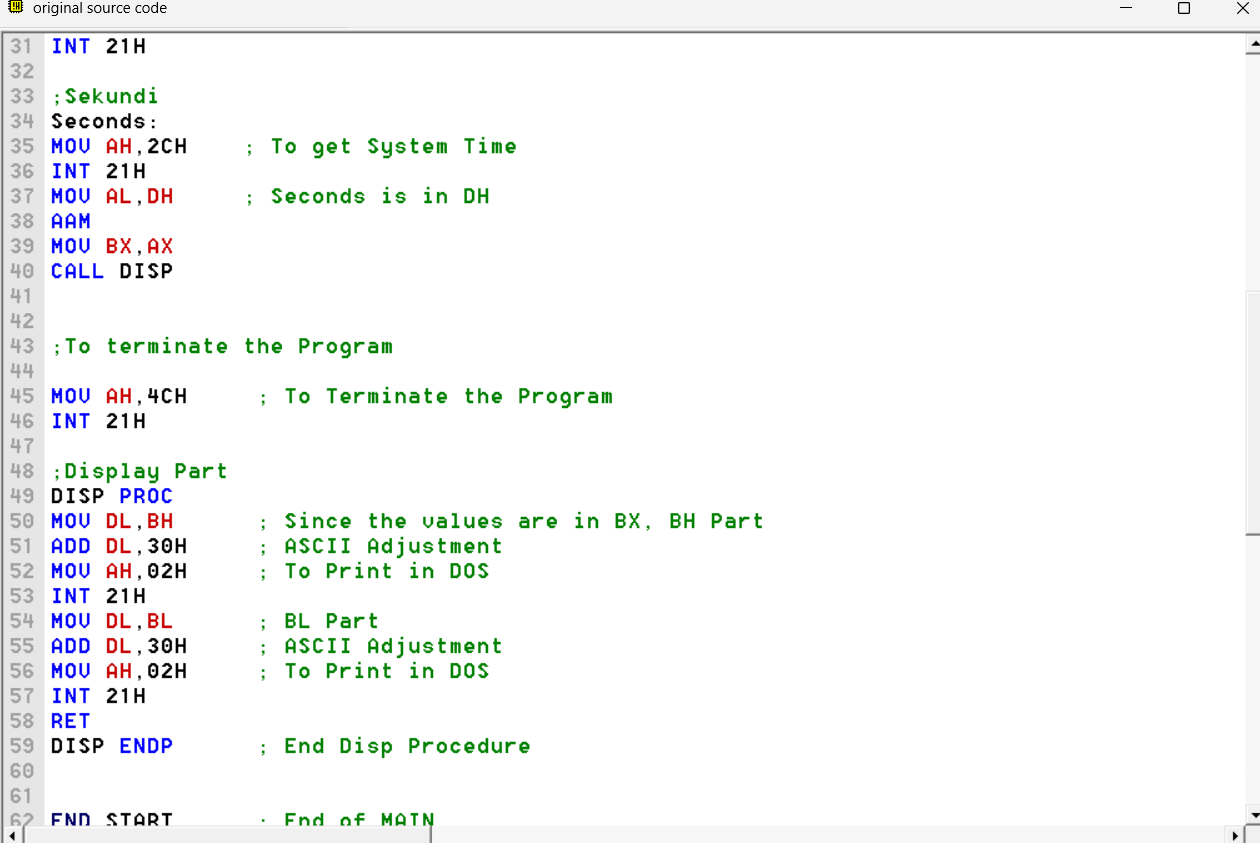 original source code
31 INT 21H
32
33 ;Sekundi
34 Seconds:
35 MOV AH,2CH    ; To get System Time
36 INT 21H
37 MOV AL,DH     ; Seconds is in DH
38 AAM
39 MOV BX,AX
40 CALL DISP
41
42
43 ;To terminate the Program
44
45 MOV AH,4CH     ; To Terminate the Program
46 INT 21H
47
48 ;Display Part
49 DISP PROC
50 MOV DL,BH      ; Since the values are in BX, BH Part
51 ADD DL,30H     ; ASCII Adjustment
52 MOV AH,02H     ; To Print in DOS
53 INT 21H
54 MOV DL,BL      ; BL Part
55 ADD DL,30H     ; ASCII Adjustment
56 MOV AH,02H     ; To Print in DOS
57 INT 21H
58 RET
59 DISP ENDP      ; End Disp Procedure
60
61
62 END START      ; End of MAIN